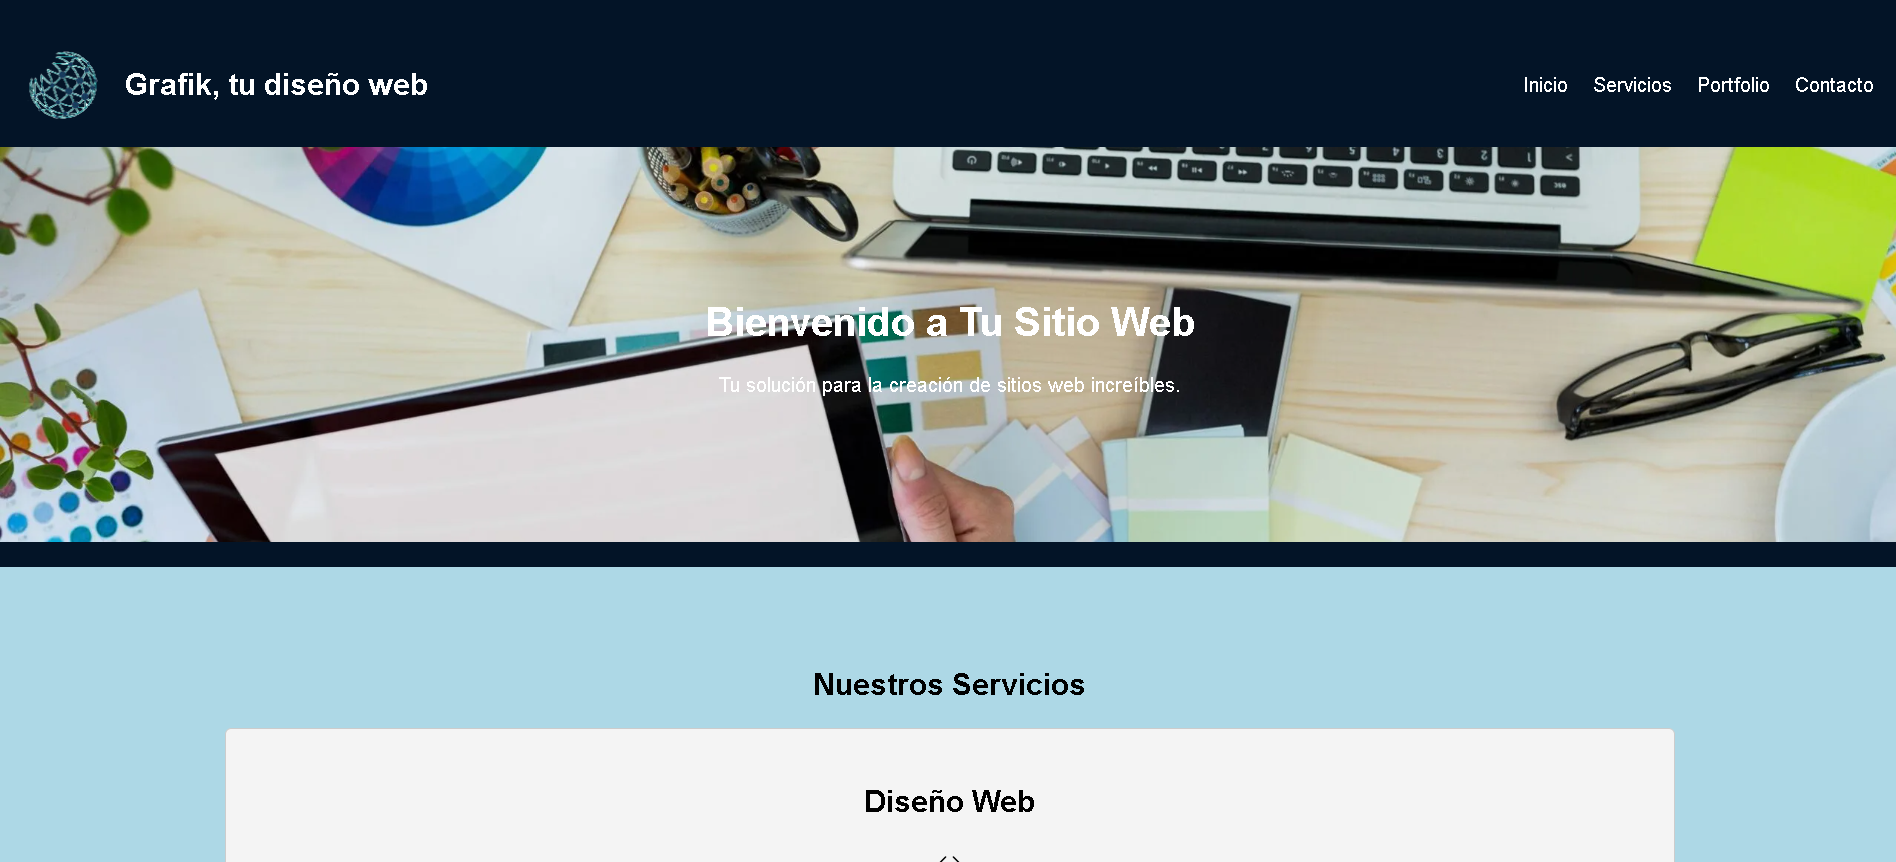 Grafik, tu diseño web
Inicio Servicios Portfolio Contacto
Bienvenido a Tu Sitio Web
Tu solución para la creación de sitios web increíbles.
Nuestros Servicios
Diseño Web